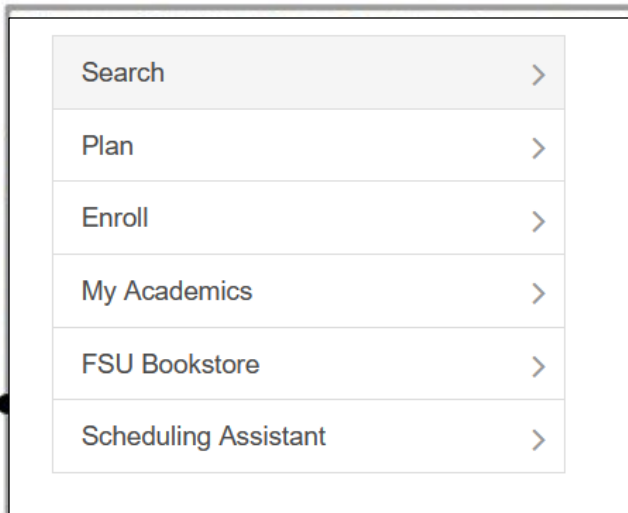 Search
Plan
Enroll
My Academics
FSU Bookstore
Scheduling Assistant